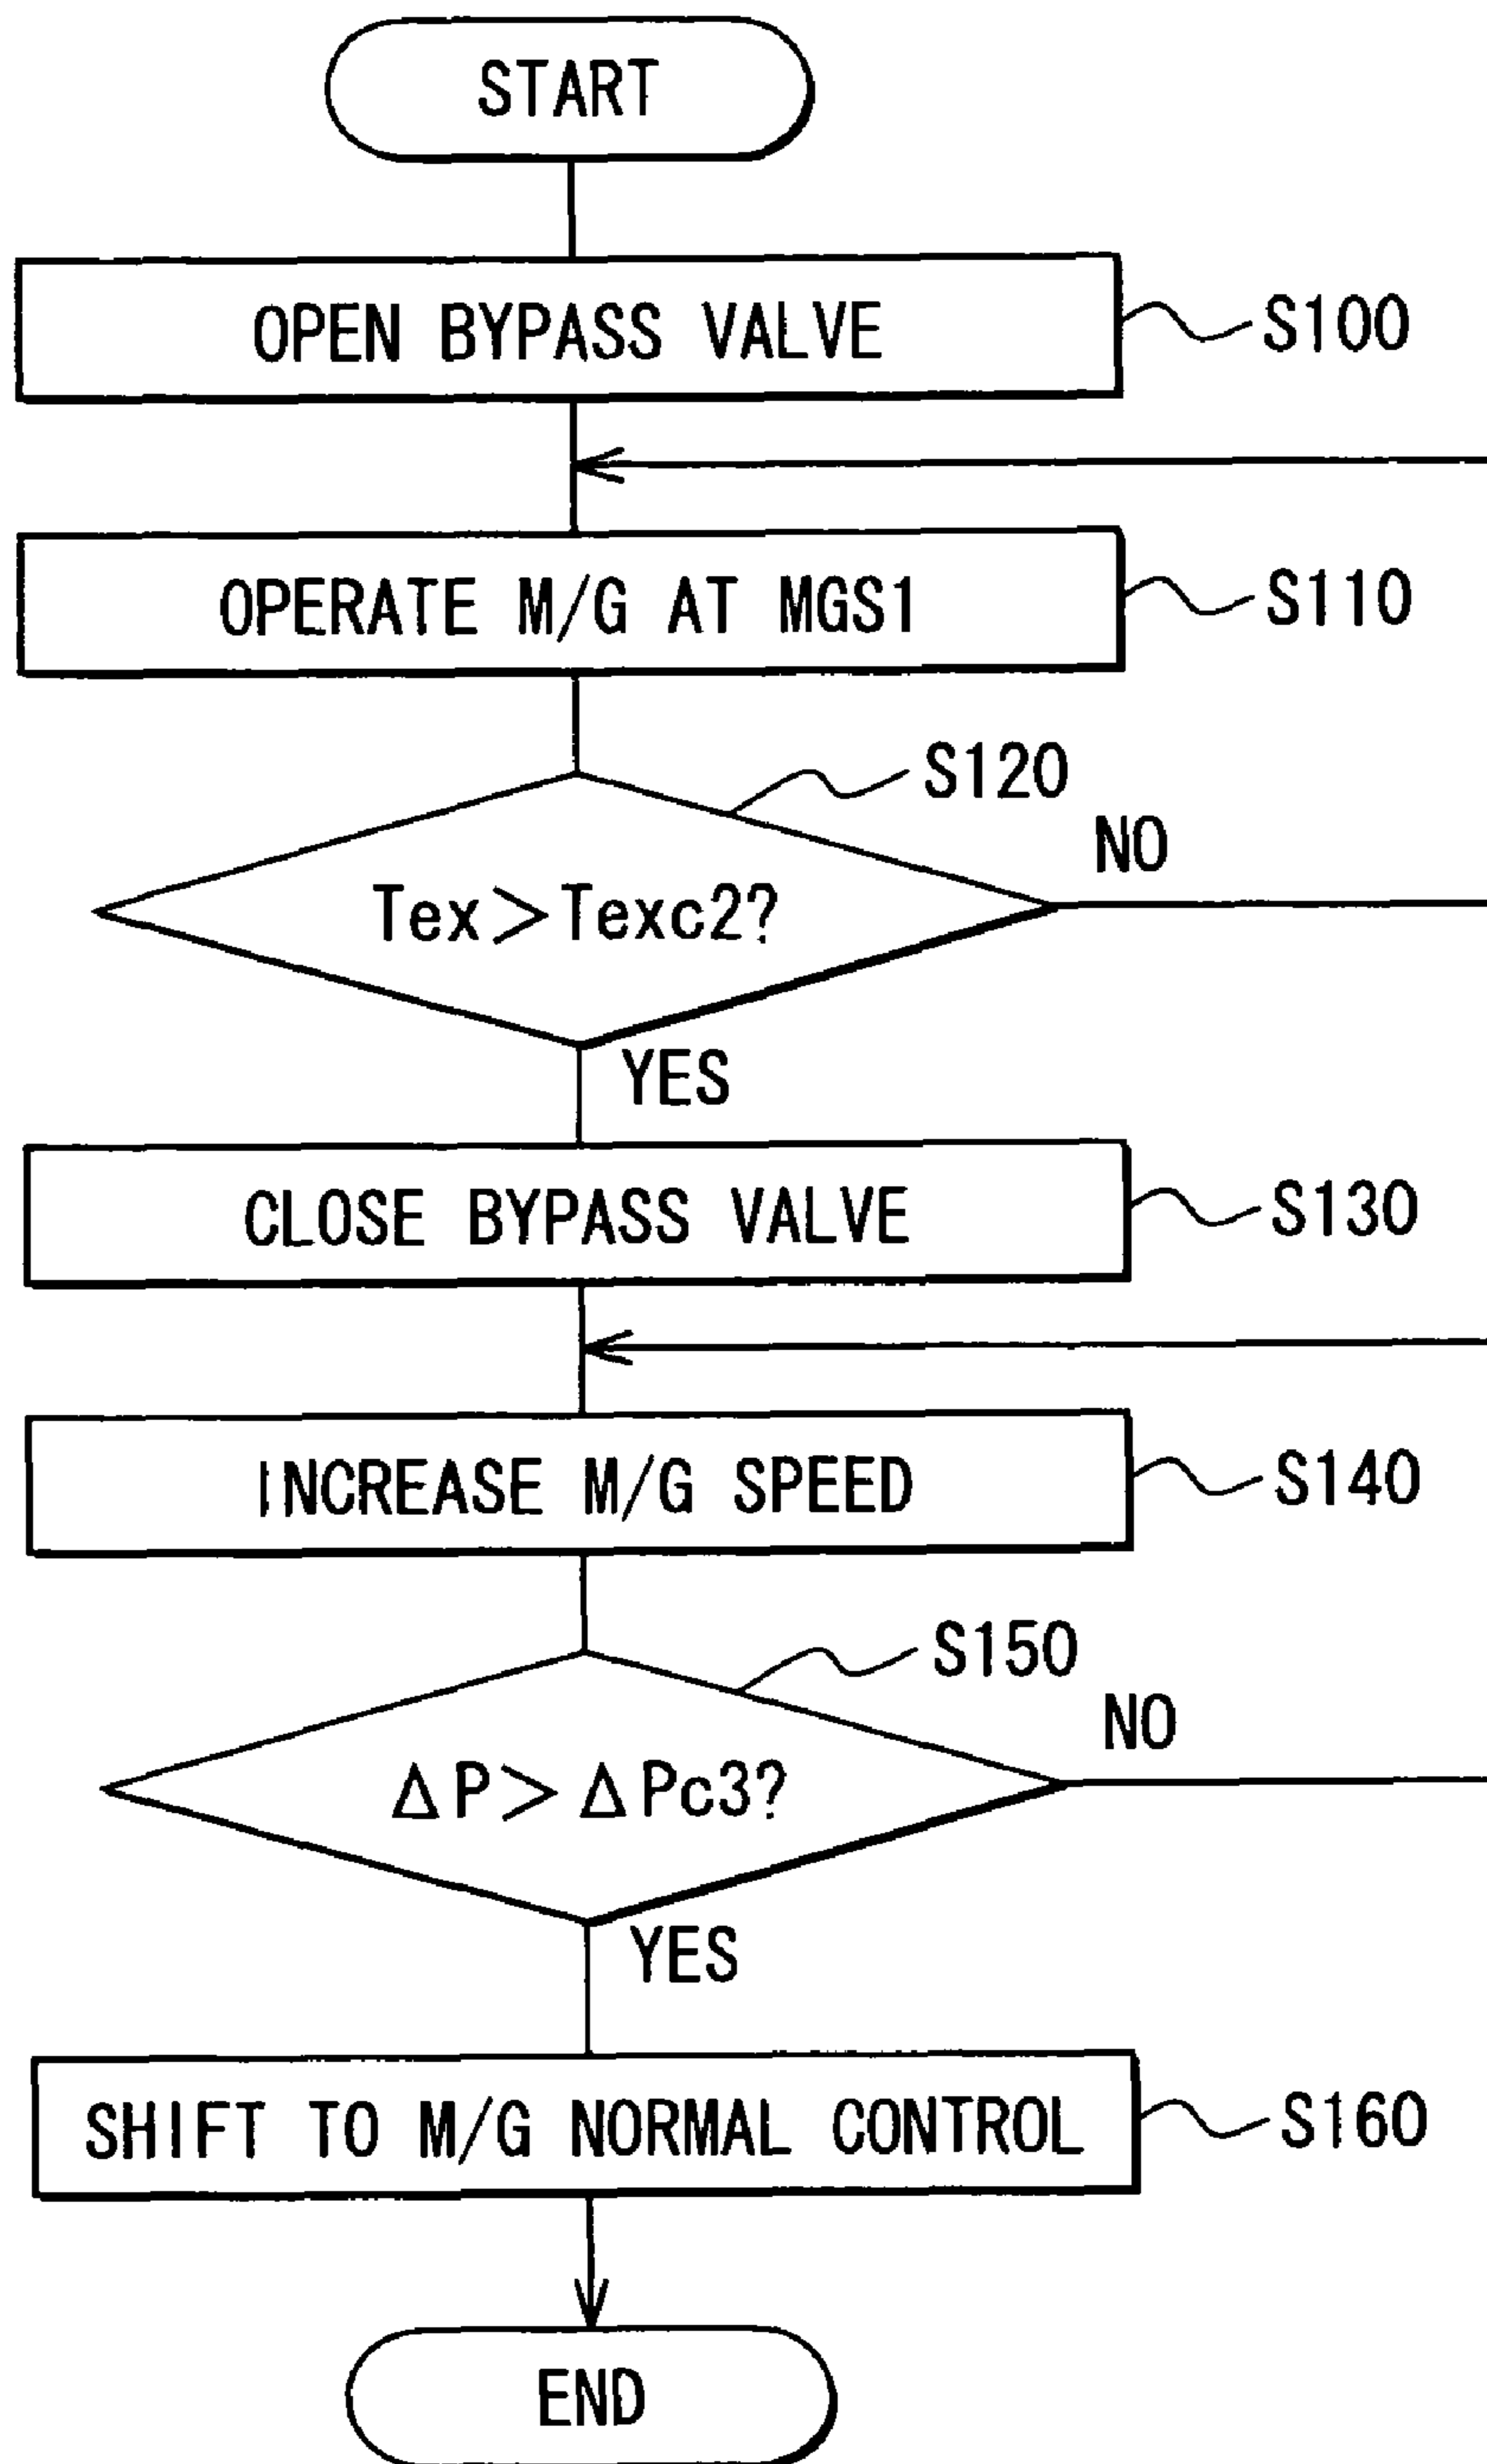 START
OPEN BYPASS VALVE
S100
OPERATE M/G AT MGS1
S110
S120
NO
Tex>Texc2?
YES
CLOSE BYPASS VALVE
S130
INCREASE M/G SPEED
S140
S150
NO
ΔP>ΔPc3?
YES
SHIFT TO M/G NORMAL CONTROL
S160
END